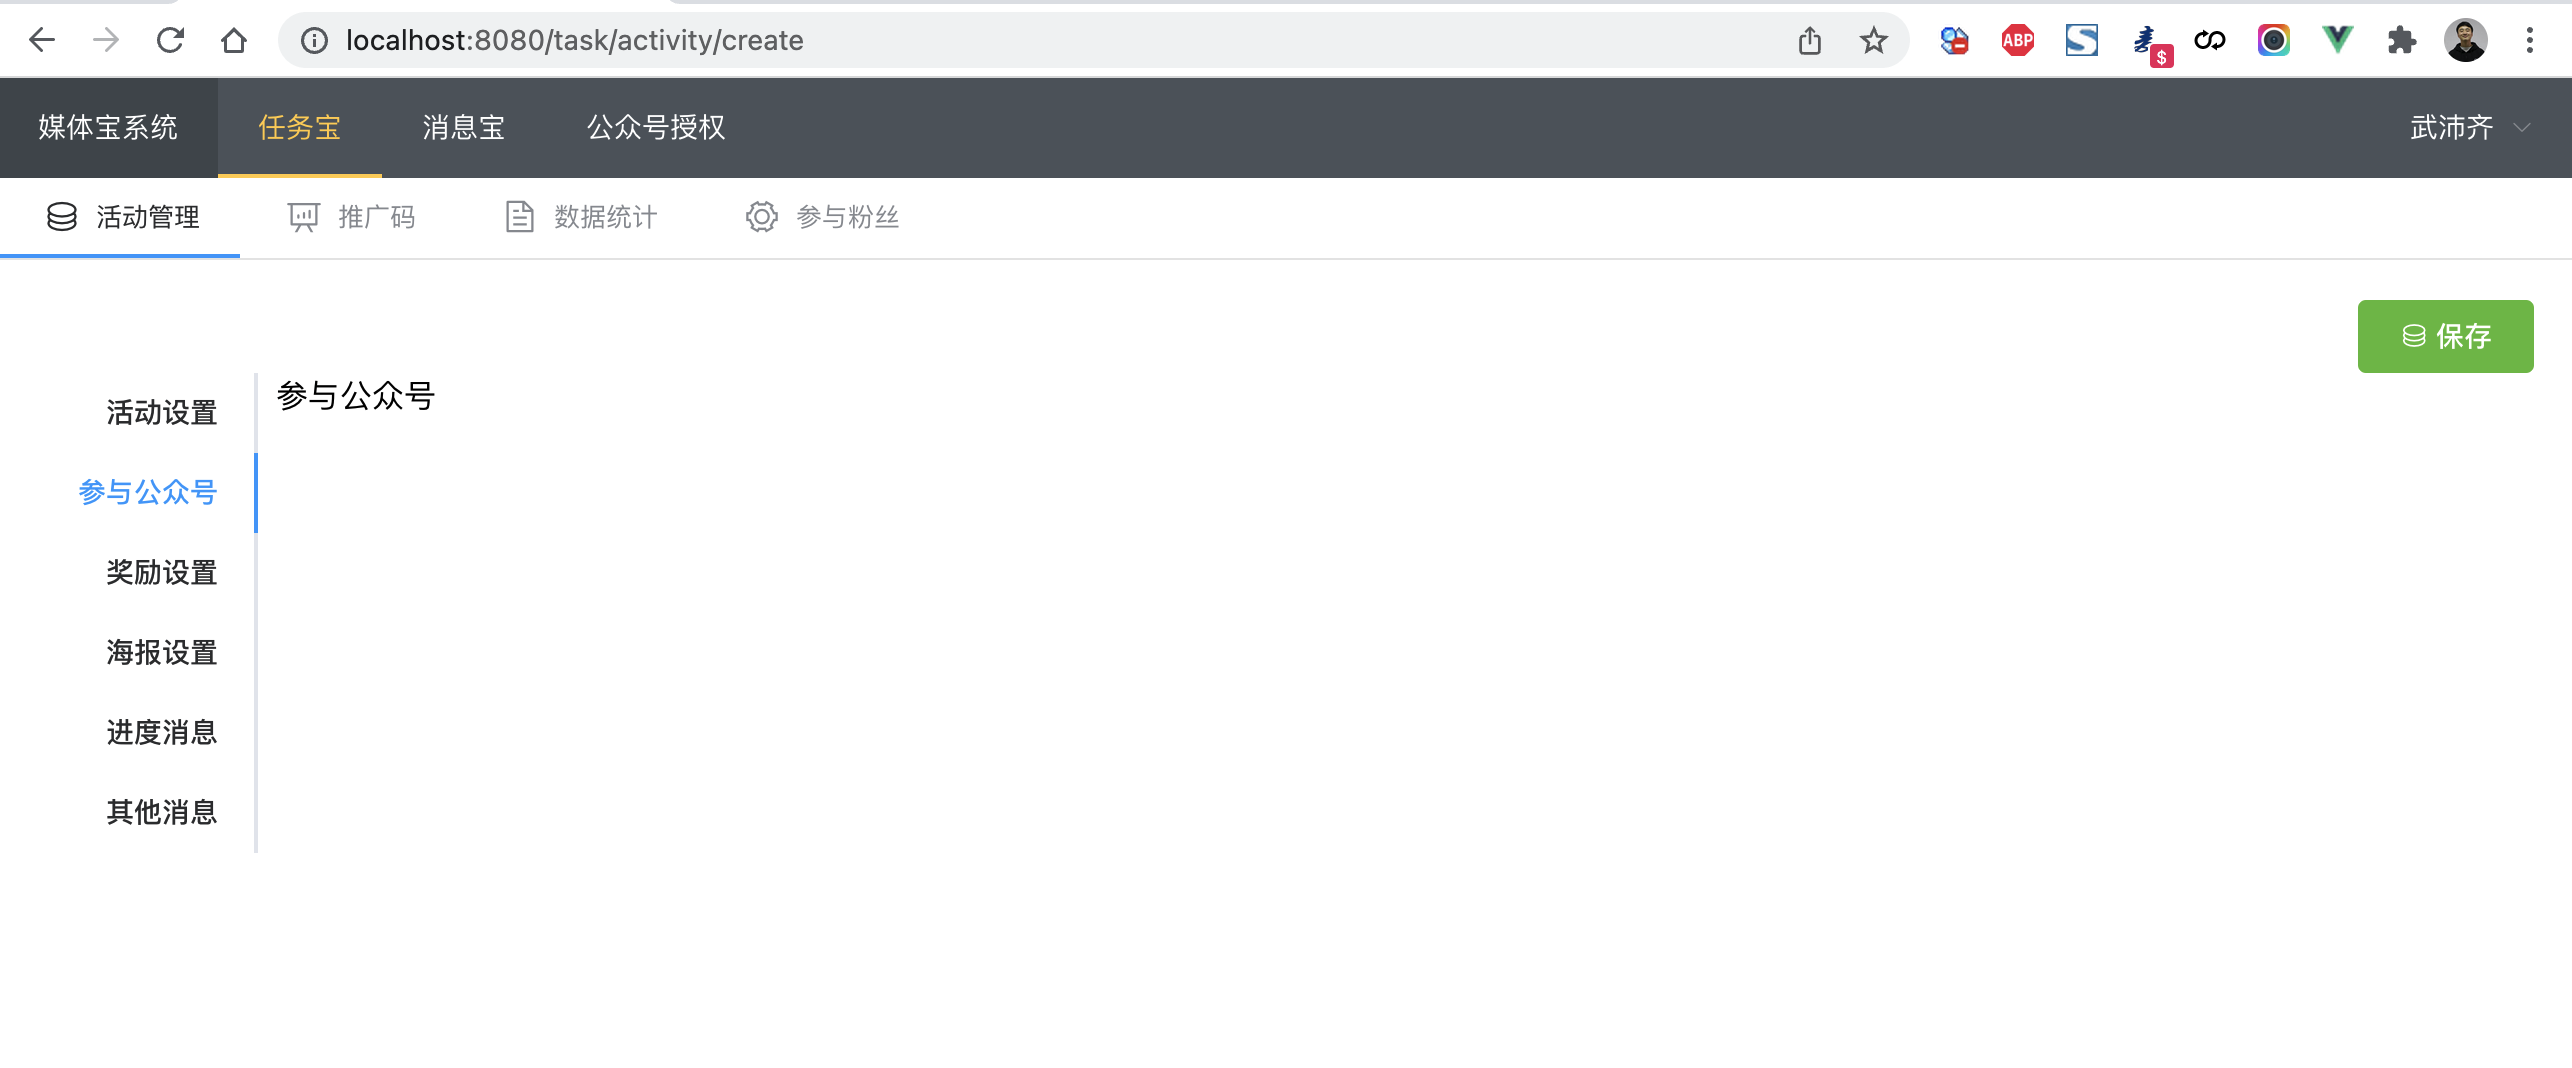 localhost:8080/task/activity/create
ABP
$
媒体宝系统 任务宝 消息宝 公众号授权 武沛齐
活动管理 推广码 数据统计 参与粉丝
保存
活动设置
参与公众号
奖励设置
海报设置
进度消息
其他消息
参与公众号